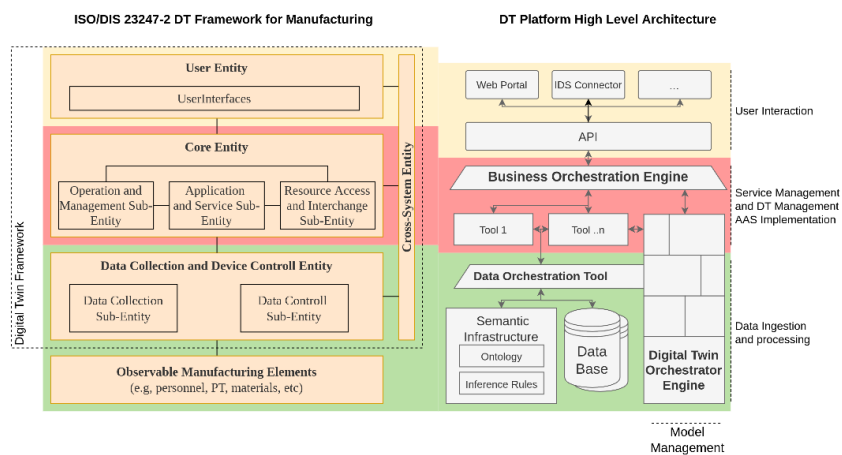 ISO/DIS 23247-2 DT Framework for Manufacturing
DT Platform High Level Architecture
Digital Twin Framework
User Entity
UserInterfaces
Core Entity
Operation and
Management Sub-
Entity
Application
and Service Sub-
Entity
Resource Access
and Interchange
Sub-Entity
Cross-System Entity
Data Collection and Device Controll Entity
Data Collection
Sub-Entity
Data Controll
Sub-Entity
Observable Manufacturing Elements
(e.g, personnel, PT, materials, etc)
Web Portal
IDS Connector
...
API
User Interaction
Business Orchestration Engine
Tool 1
Tool ..n
Service Management
and DT Management
AAS Implementation
Data Orchestration Tool
Semantic
Infrastructure
Ontology
Inference Rules
Data
Base
Digital Twin
Orchestrator
Engine
Data Ingestion
and processing
Model
Management